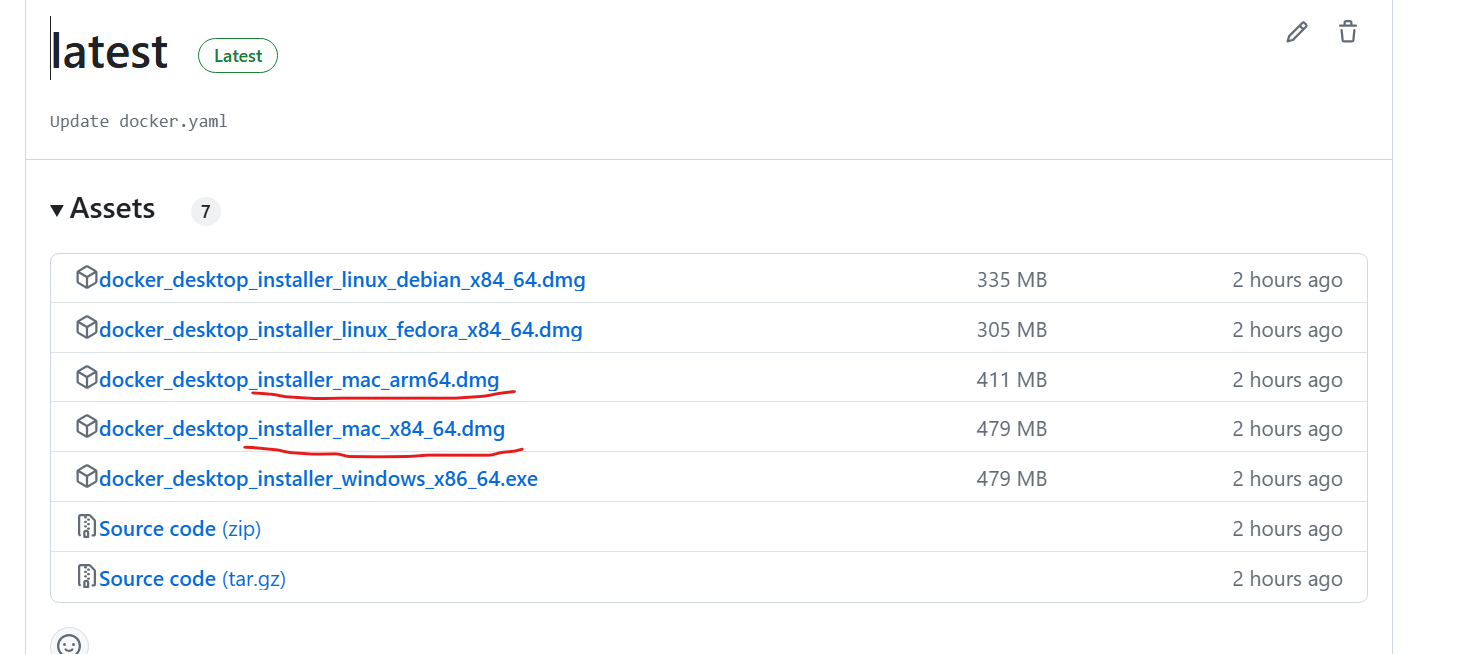 latest Latest
Update docker.yaml
Assets 7
docker_desktop_installer_linux_debian_x84_64.dmg 335 MB 2 hours ago
docker_desktop_installer_linux_fedora_x84_64.dmg 305 MB 2 hours ago
docker_desktop_installer_mac_arm64.dmg 411 MB 2 hours ago
docker_desktop_installer_mac_x84_64.dmg 479 MB 2 hours ago
docker_desktop_installer_windows_x86_64.exe 479 MB 2 hours ago
Source code (zip) 2 hours ago
Source code (tar.gz) 2 hours ago